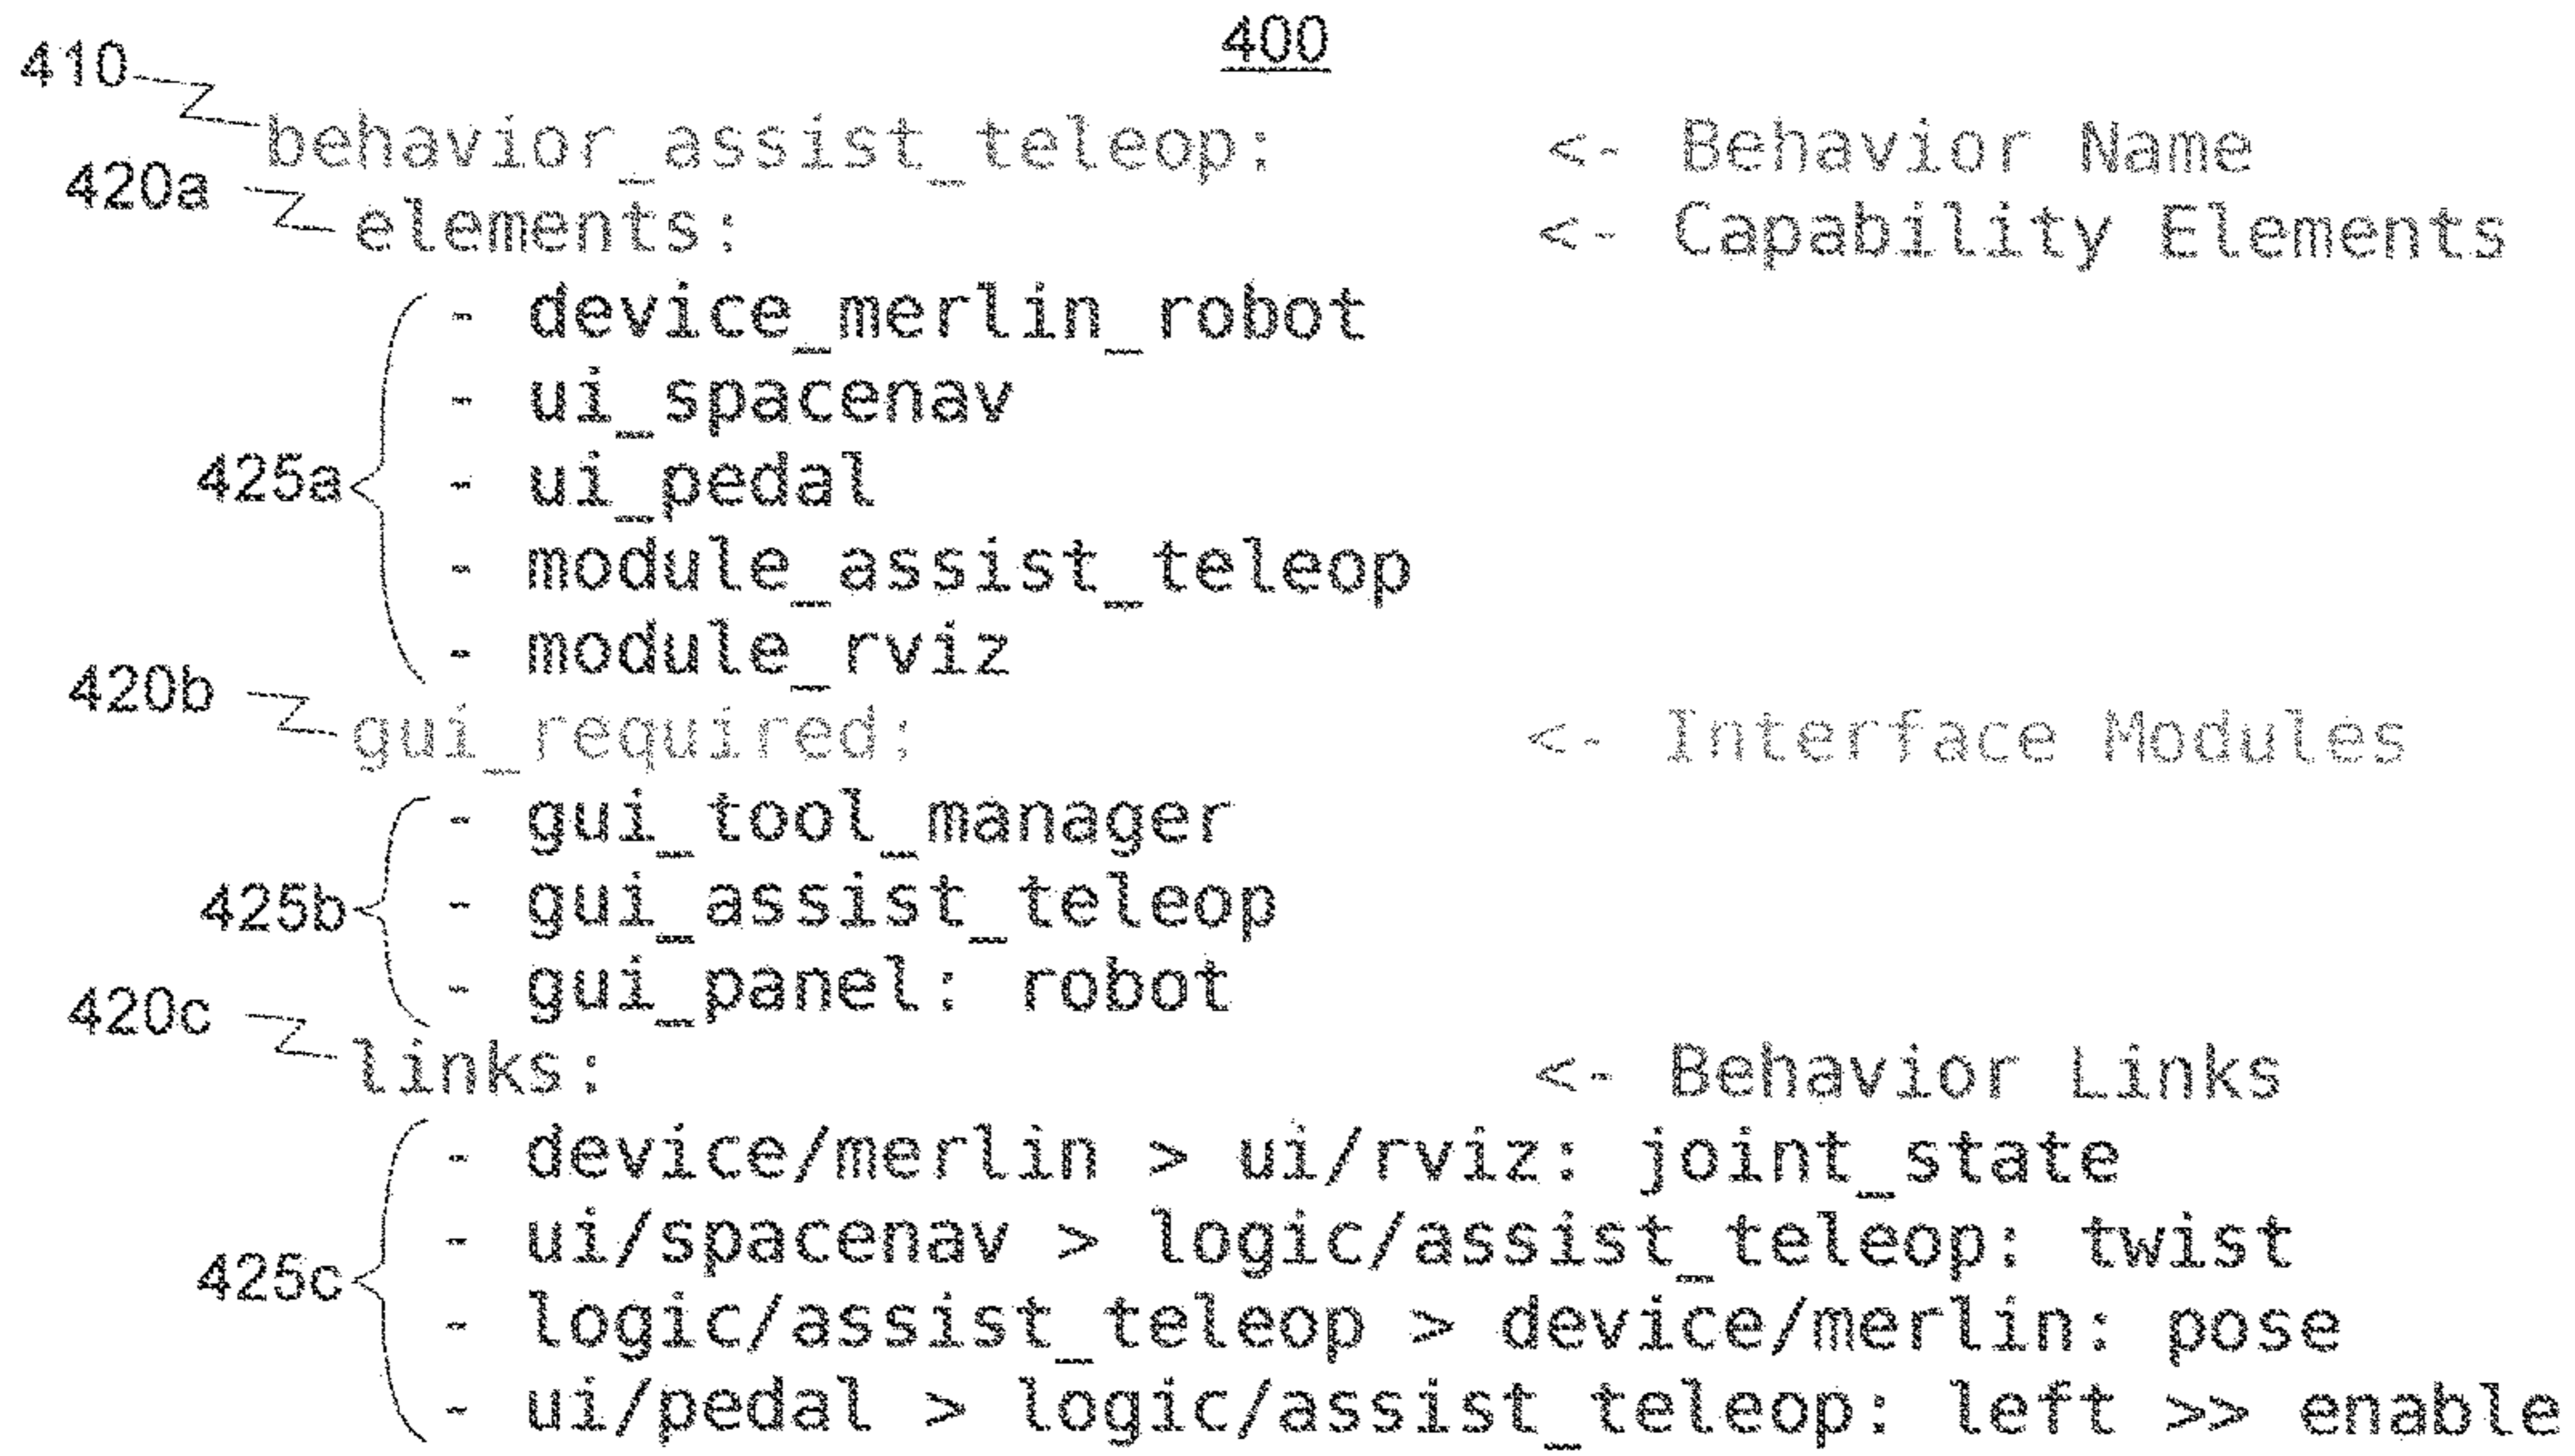 400
410
behavior_assist_teleop: <- Behavior Name
420a elements: <- Capability Elements
- device_merlin_robot
- ui_spacenav
425a - ui_pedal
- module_assist_teleop
- module_rviz
420b gui_required: <- Interface Modules
- gui_tool_manager
425b - gui_assist_teleop
- gui_panel: robot
420c links: <- Behavior Links
- device/merlin > ui/rviz: joint_state
- ui/spacenav > logic/assist_teleop: twist
425c - logic/assist_teleop > device/merlin: pose
- ui/pedal > logic/assist_teleop: left >> enable